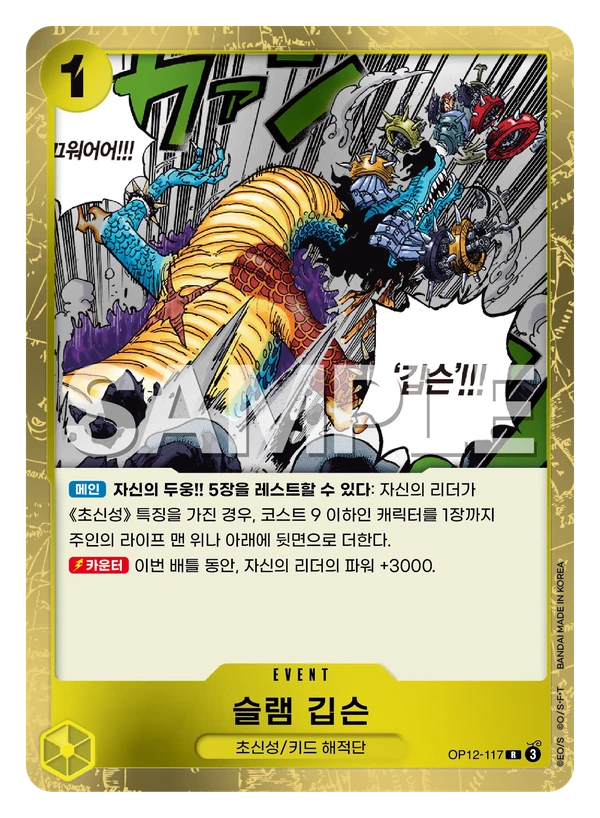 1
ガァン
고워어어!!!
'깁슨'!!!
SAMPLE
메인 자신의 두웅!! 5장을 레스트할 수 있다: 자신의 리더가
《초신성》 특징을 가진 경우, 코스트 9 이하인 캐릭터를 1장까지
주인의 라이프 맨 위나 아래에 뒷면으로 더한다.
카운터 이번 배틀 동안, 자신의 리더의 파워 +3000.
EVENT
슬램 깁슨
초신성/키드 해적단
OP12-117 R 3
©E.O/S ©O/S·F·T BANDAI MADE IN KOREA